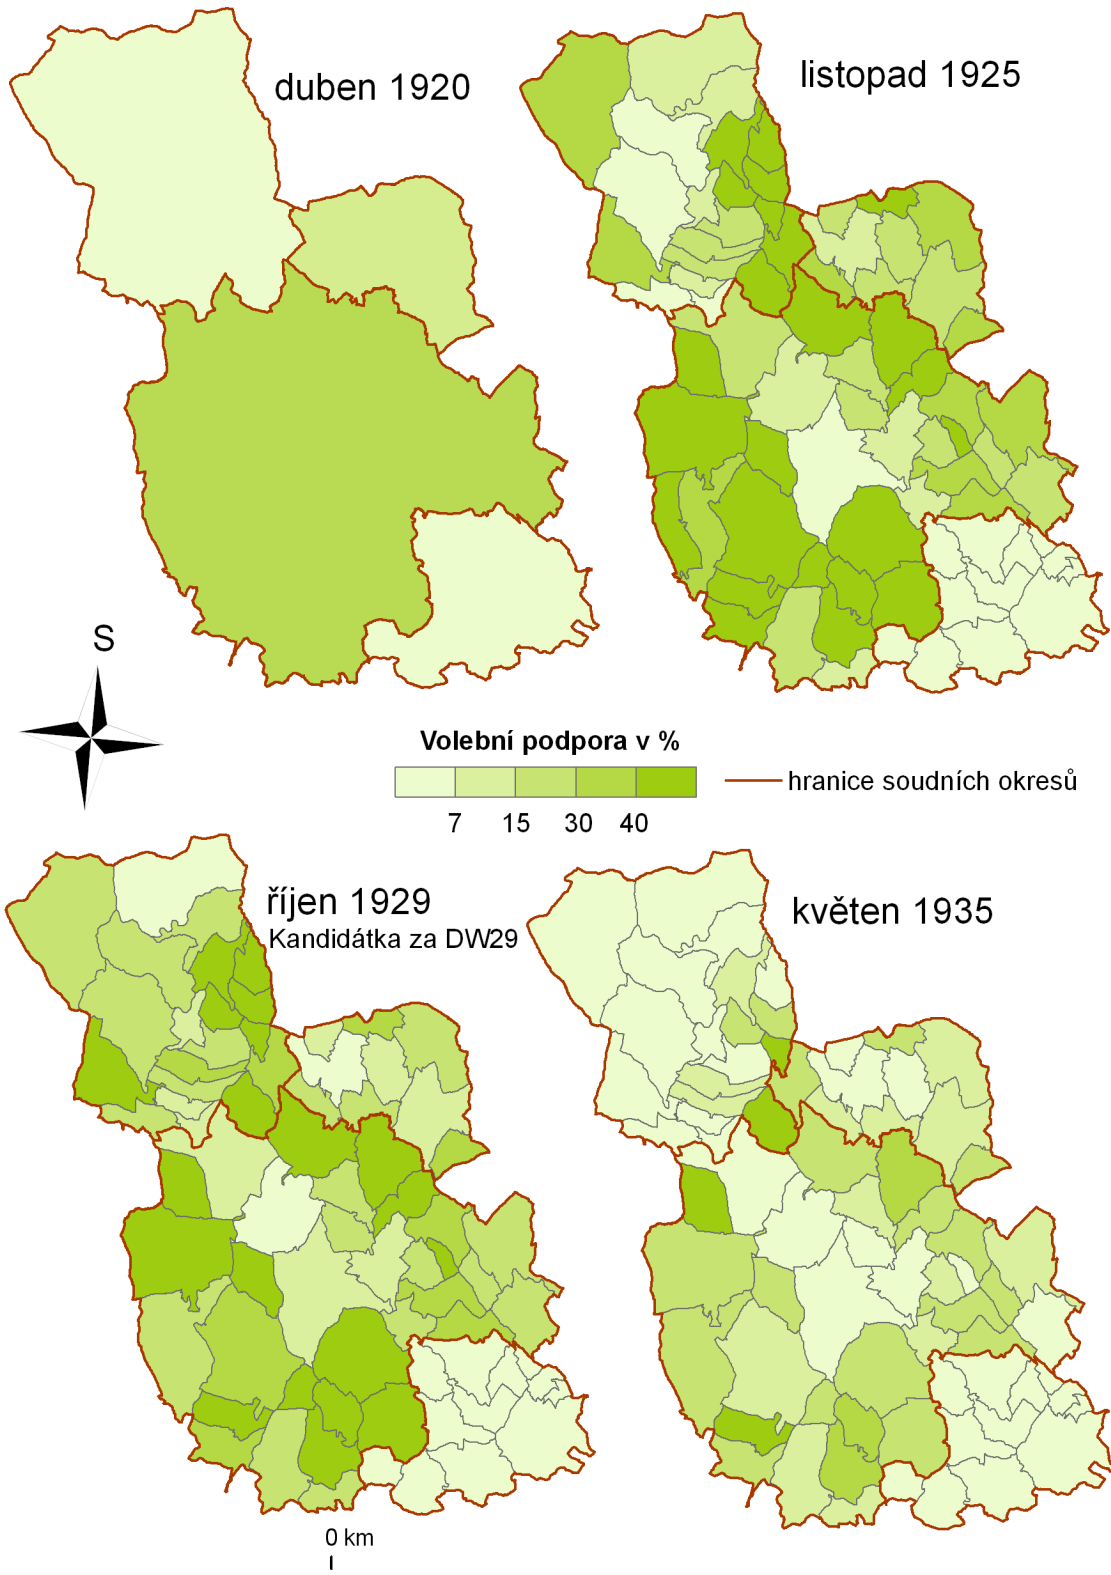 duben 1920
listopad 1925
S
Volební podpora v %
7 15 30 40
hranice soudních okresů
říjen 1929
Kandidátka za DW29
květen 1935
0 km